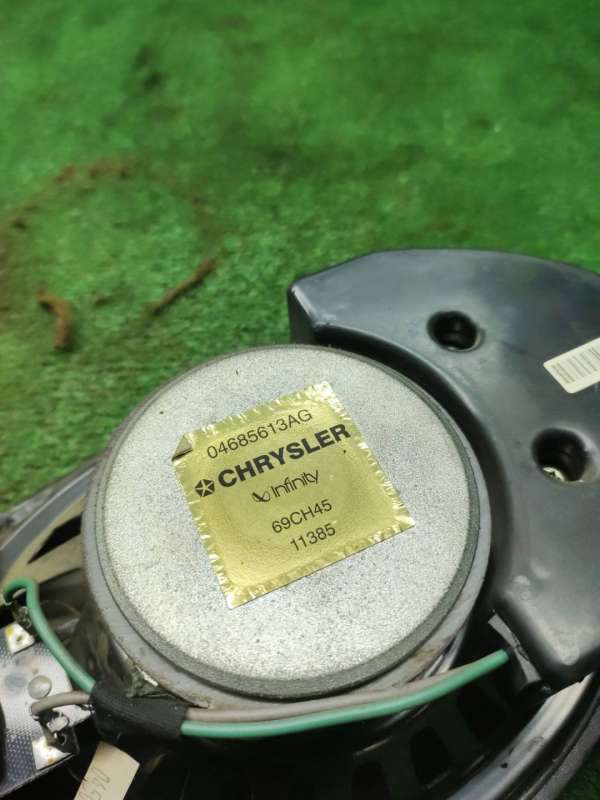 04685613AG
CHRYSLER
Infinity
69CH45
11385